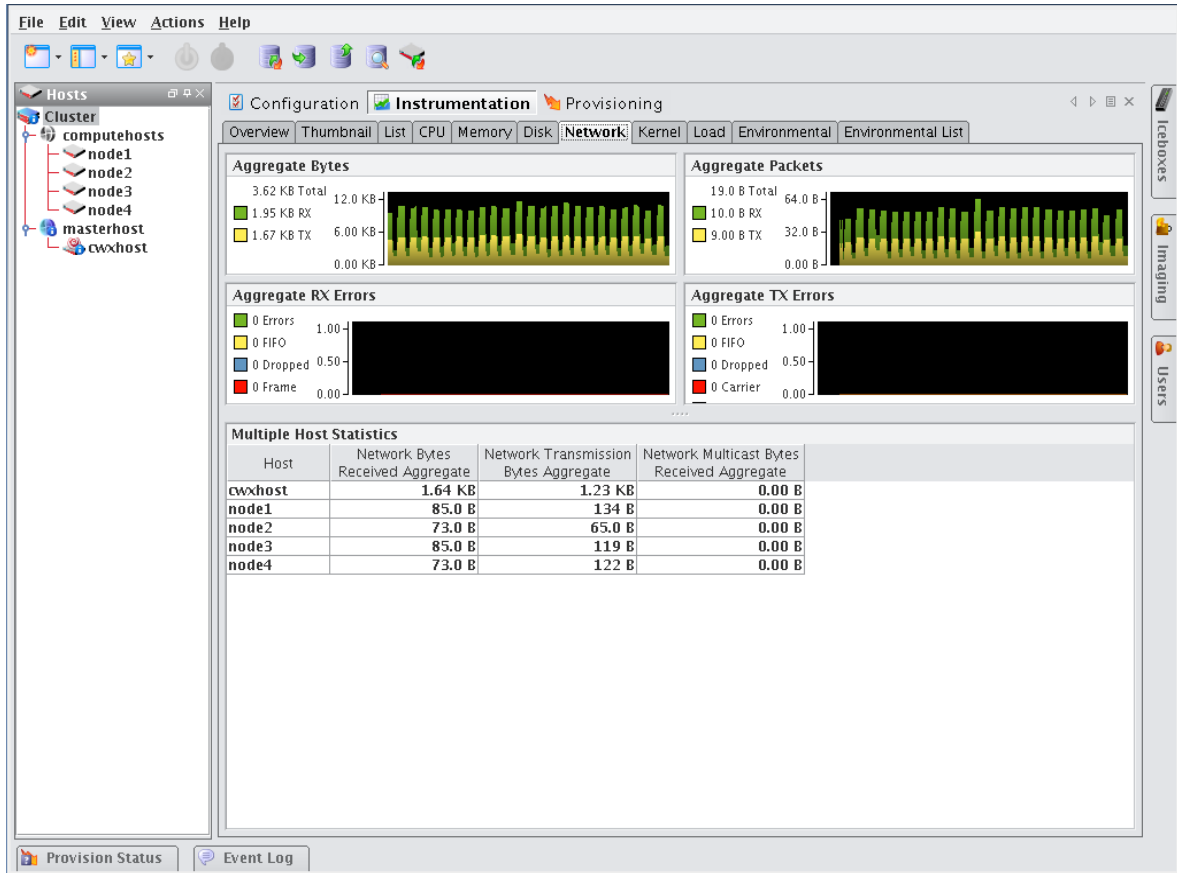 File Edit View Actions Help
Hosts
Cluster
computehosts
node1
node2
node3
node4
masterhost
cwxhost
Configuration Instrumentation Provisioning
Overview Thumbnail List CPU Memory Disk Network Kernel Load Environmental Environmental List
Aggregate Bytes
3.62 KB Total
1.95 KB RX
1.67 KB TX
12.0 KB
6.00 KB
0.00 KB
Aggregate Packets
19.0 B Total
10.0 B RX
9.00 B TX
64.0 B
32.0 B
0.00 B
Aggregate RX Errors
0 Errors
0 FIFO
0 Dropped
0 Frame
1.00
0.50
0.00
Aggregate TX Errors
0 Errors
0 FIFO
0 Dropped
0 Carrier
1.00
0.50
0.00
Multiple Host Statistics
Host Network Bytes Received Aggregate Network Transmission Bytes Aggregate Network Multicast Bytes Received Aggregate
cwxhost 1.64 KB 1.23 KB 0.00 B
node1 85.0 B 134 B 0.00 B
node2 73.0 B 65.0 B 0.00 B
node3 85.0 B 119 B 0.00 B
node4 73.0 B 122 B 0.00 B
Iceboxes
Imaging
Users
Provision Status
Event Log